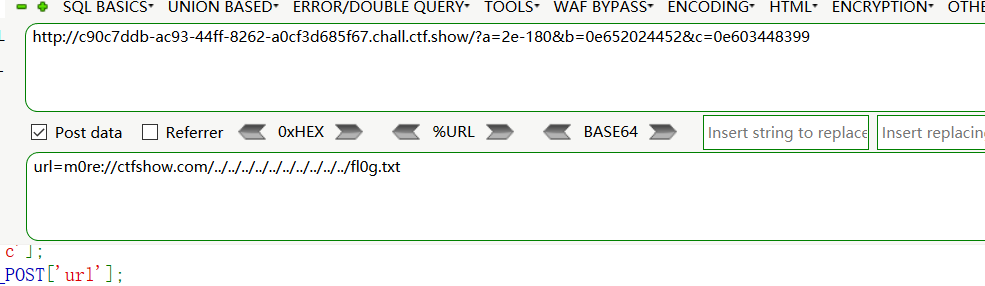 SQL BASICS UNION BASED ERROR/DOUBLE QUERY TOOLS WAF BYPASS ENCODING HTML ENCRYPTION OTHE
http://c90c7ddb-ac93-44ff-8262-a0cf3d685f67.chall.ctf.show/?a=2e-180&b=0e652024452&c=0e603448399
Post data Referrer 0xHEX %URL BASE64 Insert string to replace Insert replacing
url=m0re://ctfshow.com/../../../../../../../../../../fl0g.txt
c`];
_POST['url'];